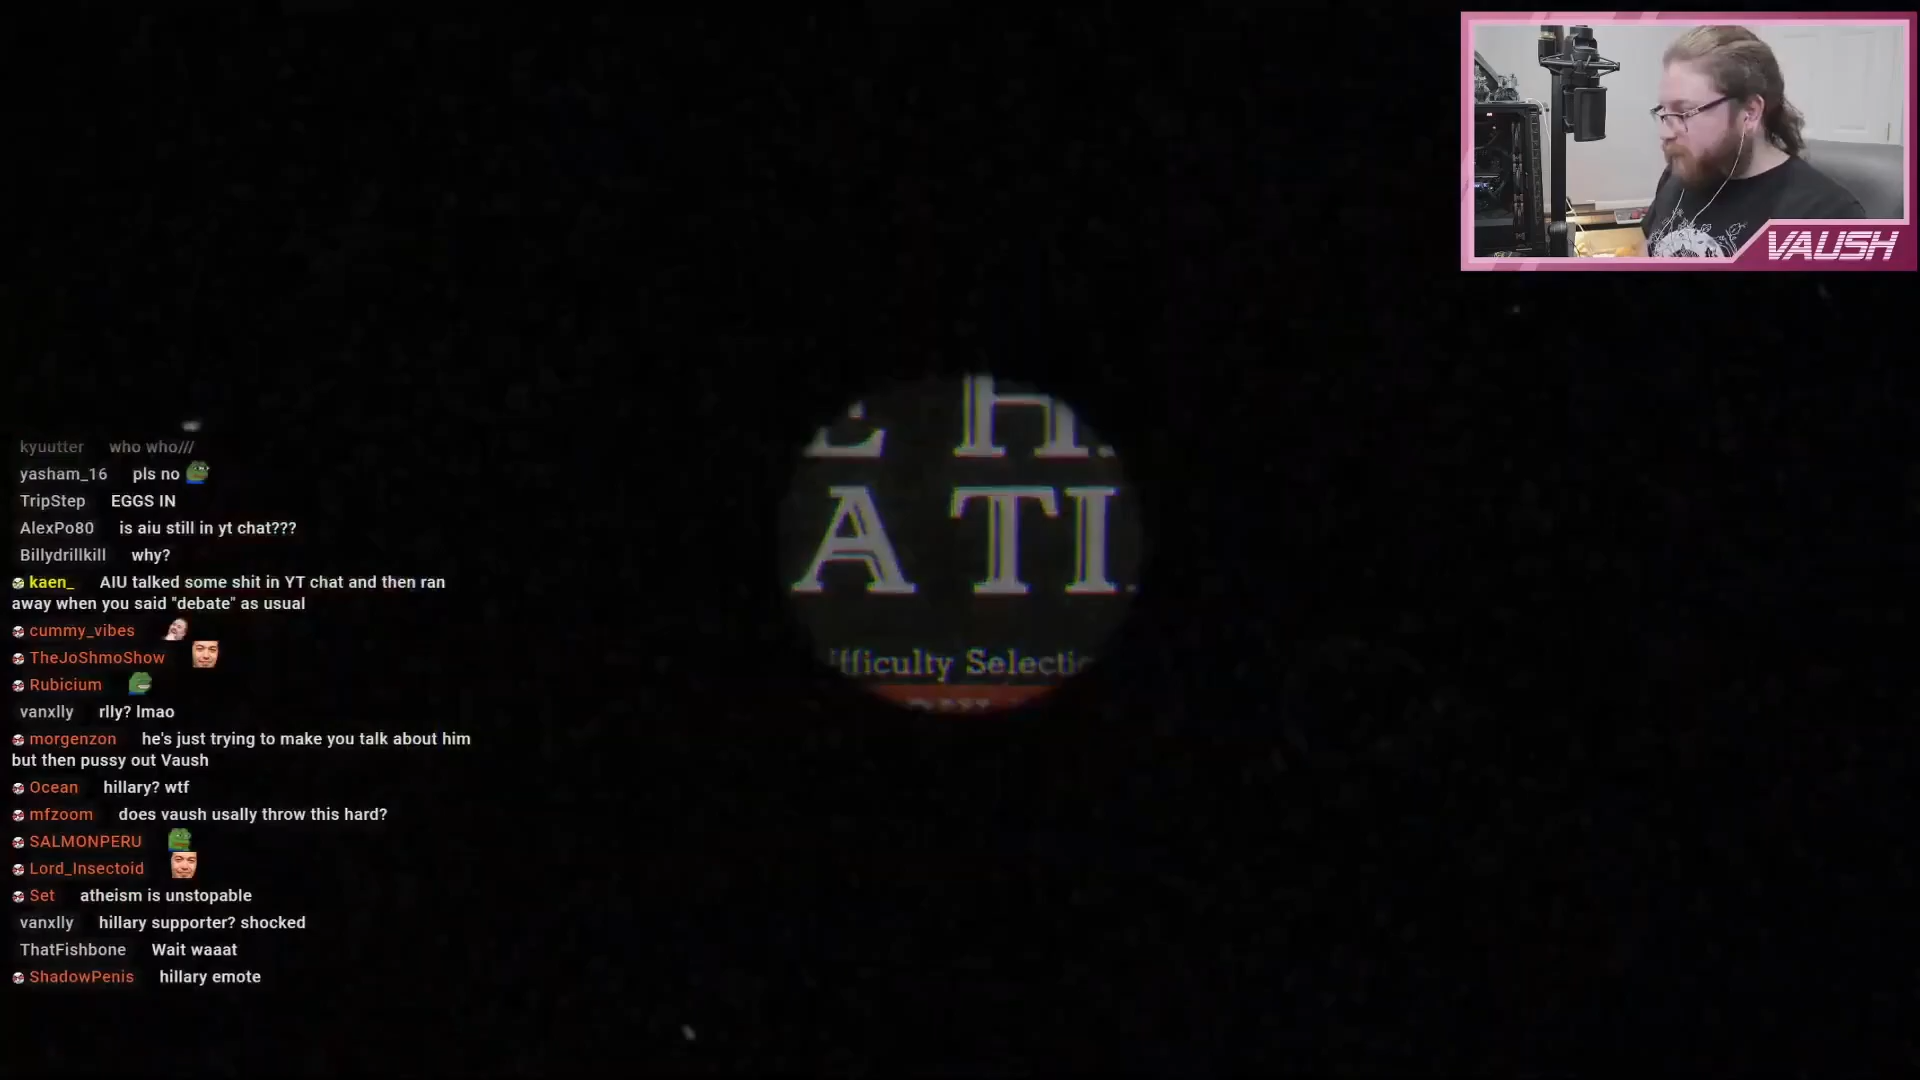 VAUSH
h.
A TI
fficulty Selectio
kyuutter who who///
yasham_16 pls no
TripStep EGGS IN
AlexPo80 is aiu still in yt chat???
Billydrillkill why?
kaen_ AIU talked some shit in YT chat and then ran
away when you said "debate" as usual
cummy_vibes
TheJoShmoShow
Rubicium
vanxlly rlly? lmao
morgenzon he's just trying to make you talk about him
but then pussy out Vaush
Ocean hillary? wtf
mfzoom does vaush usally throw this hard?
SALMONPERU
Lord_Insectoid
Set atheism is unstopable
vanxlly hillary supporter? shocked
ThatFishbone Wait waaat
ShadowPenis hillary emote